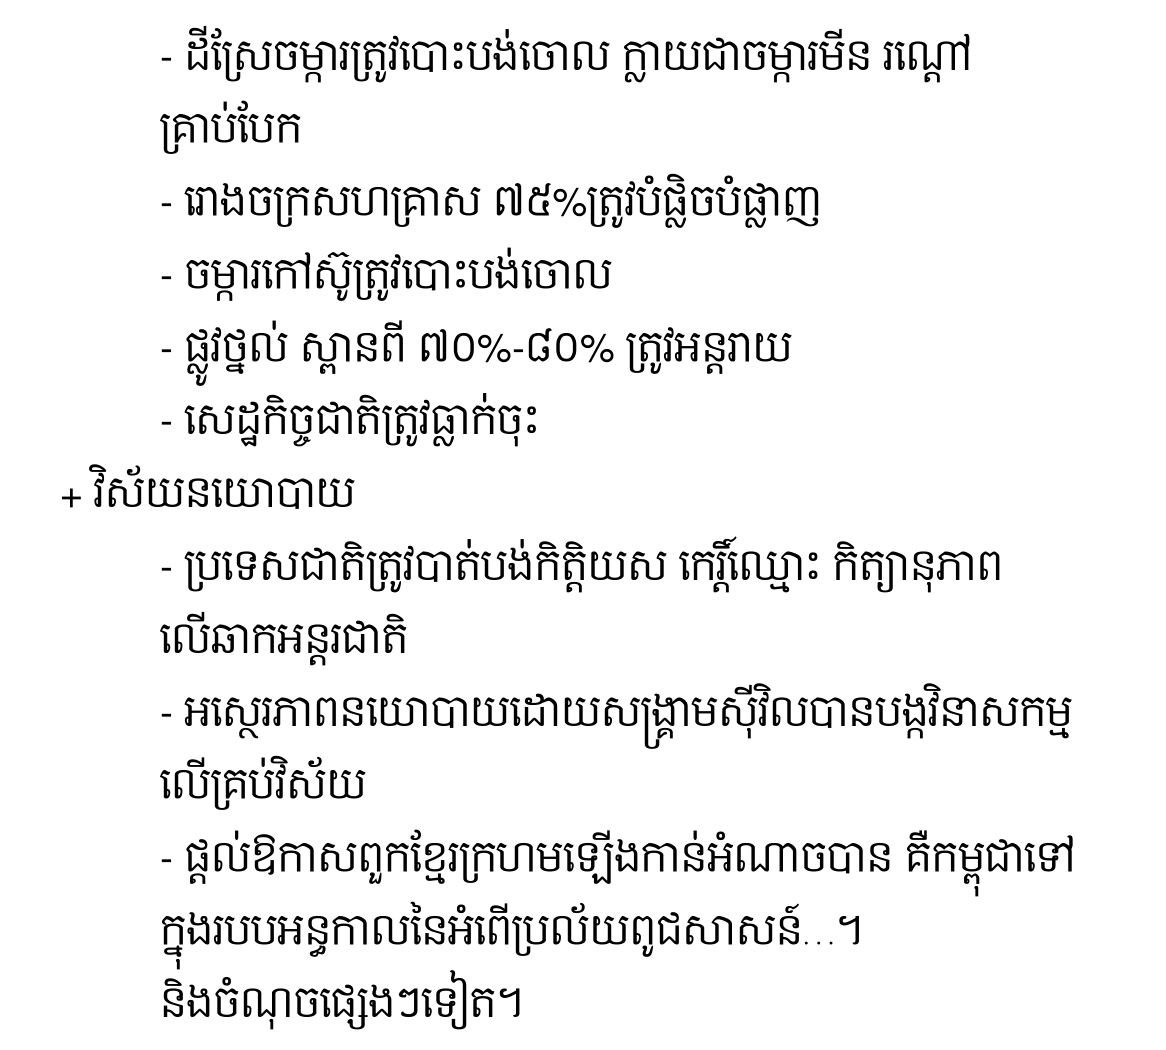 - ដីស្រែចម្ការត្រូវបោះបង់ចោល ក្លាយជាចម្ការមីន រណ្តៅ
គ្រាប់បែក
- រោងចក្រសហគ្រាស ៧៥%ត្រូវបំផ្លិចបំផ្លាញ
- ចម្ការកៅស៊ូត្រូវបោះបង់ចោល
- ផ្លូវថ្នល់ ស្ពានពី ៧០%-៨០% ត្រូវអន្តរាយ
- សេដ្ឋកិច្ចជាតិត្រូវធ្លាក់ចុះ
+ វិស័យនយោបាយ
- ប្រទេសជាតិត្រូវបាត់បង់កិត្តិយស កេរ្តិ៍ឈ្មោះ កិត្យានុភាព
លើឆាកអន្តរជាតិ
- អស្ថេរភាពនយោបាយដោយសង្គ្រាមស៊ីវិលបានបង្កវិនាសកម្ម
លើគ្រប់វិស័យ
- ផ្តល់ឱកាសពួកខ្មែរក្រហមឡើងកាន់អំណាចបាន គឺកម្ពុជាទៅ
ក្នុងរបបអន្ធកាលនៃអំពើប្រល័យពូជសាសន៍...។
និងចំណុចផ្សេងៗទៀត។